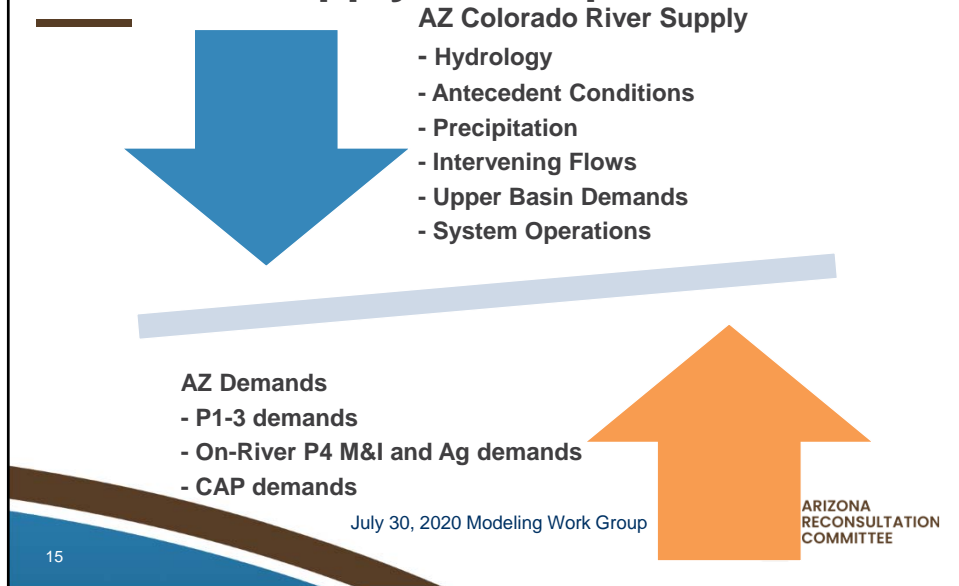 AZ Colorado River Supply
- Hydrology
- Antecedent Conditions
- Precipitation
- Intervening Flows
- Upper Basin Demands
- System Operations
AZ Demands
- P1-3 demands
- On-River P4 M&I and Ag demands
- CAP demands
July 30, 2020 Modeling Work Group
ARIZONA
RECONSULTATION
COMMITTEE
15